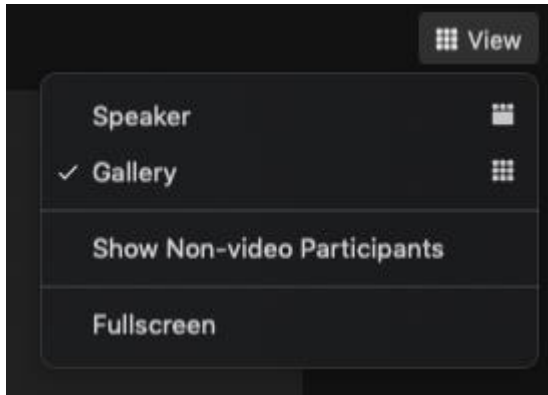 View
Speaker
Gallery
Show Non-video Participants
Fullscreen